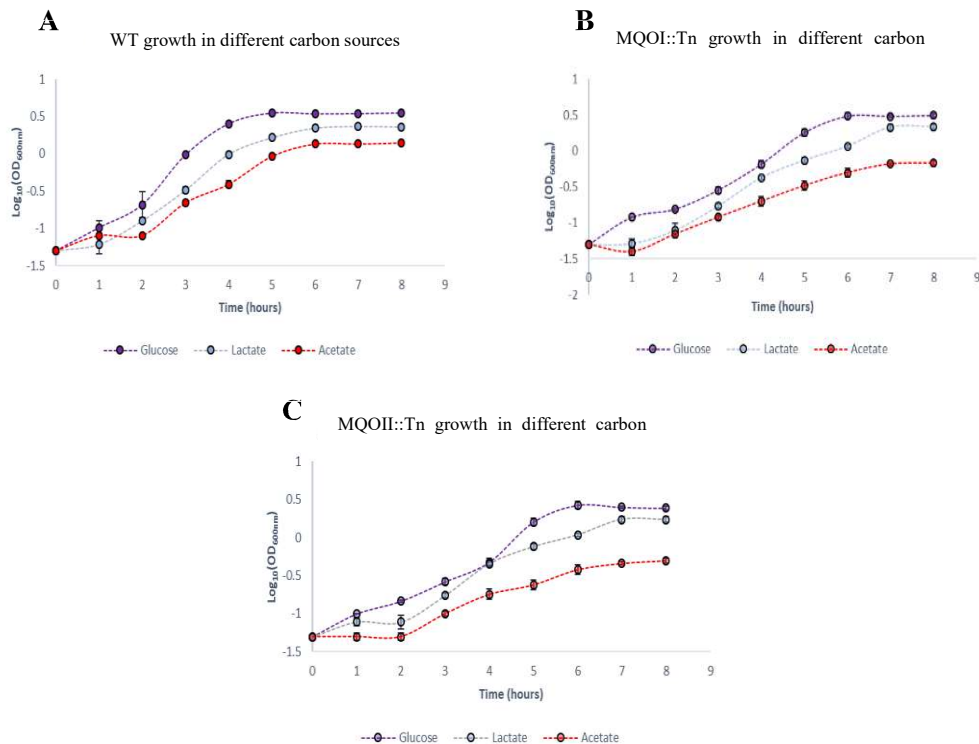 A
WT growth in different carbon sources
1
0.5
0
-0.5
-1
-1.5
Log10(OD600nm)
0 1 2 3 4 5 6 7 8 9
Time (hours)
Glucose Lactate Acetate
B
MQOI::Tn growth in different carbon
1
0.5
0
-0.5
-1
-1.5
-2
Log10(OD600nm)
0 1 2 3 4 5 6 7 8 9
Time (hours)
Glucose Lactate Acetate
C
MQOII::Tn growth in different carbon
1
0.5
0
-0.5
-1
-1.5
Log10(OD600nm)
0 1 2 3 4 5 6 7 8 9
Time (hours)
Glucose Lactate Acetate